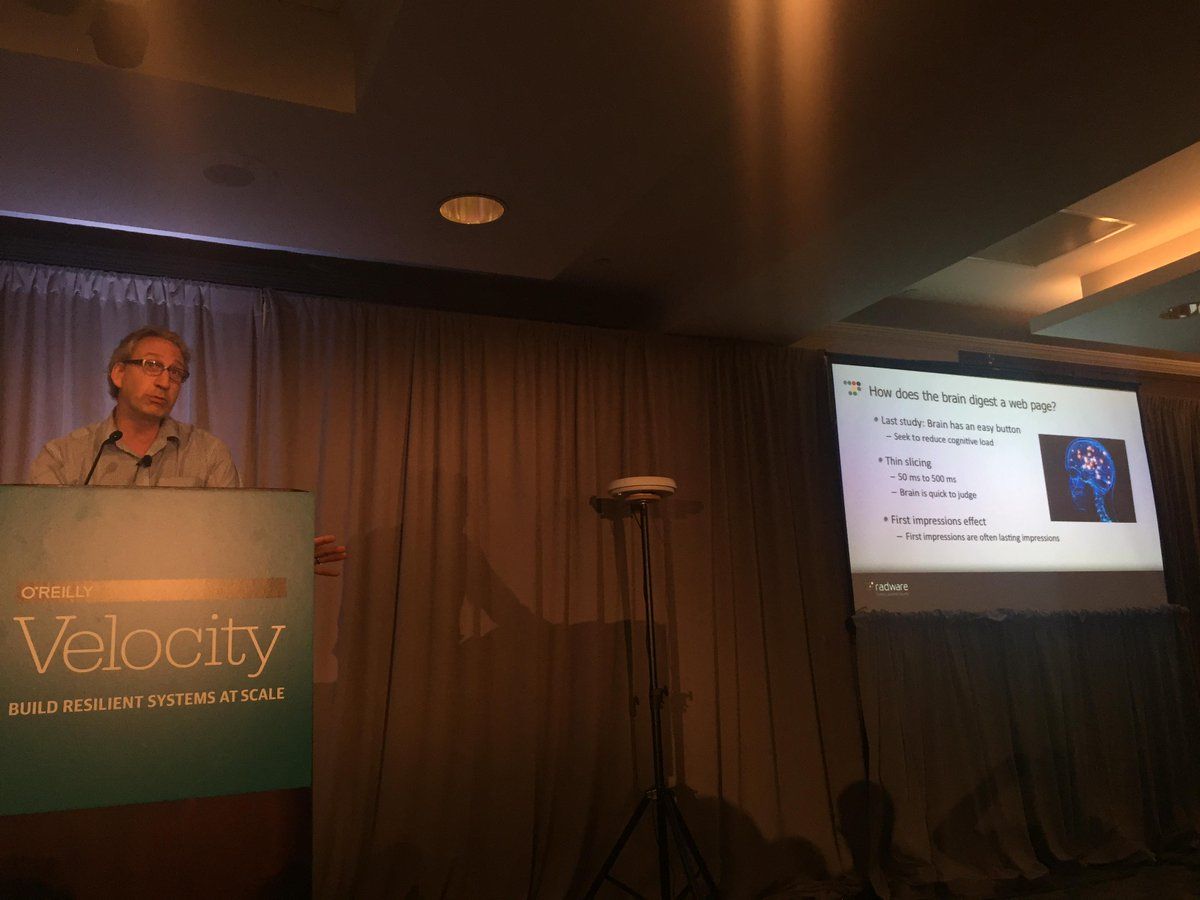 O'REILLY
Velocity
BUILD RESILIENT SYSTEMS AT SCALE
How does the brain digest a web page?
• Last study: Brain has an easy button
– Seek to reduce cognitive load
• Thin slicing
– 50 ms to 500 ms
– Brain is quick to judge
• First impressions effect
– First impressions are often lasting impressions
radware